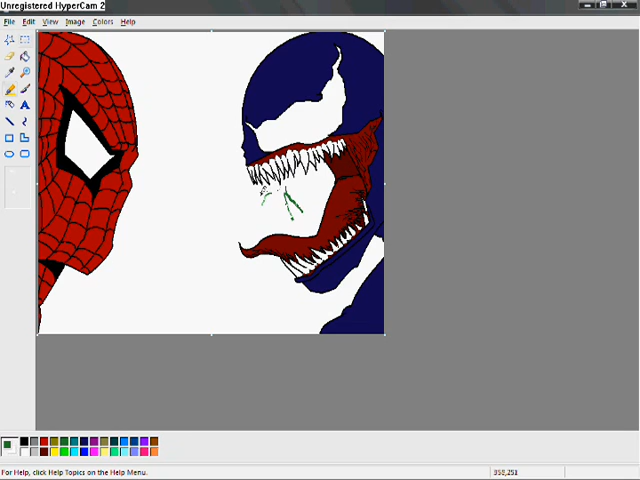 Unregistered HyperCam 2
File Edit View Image Colors Help
For Help, click Help Topics on the Help Menu.
358,251